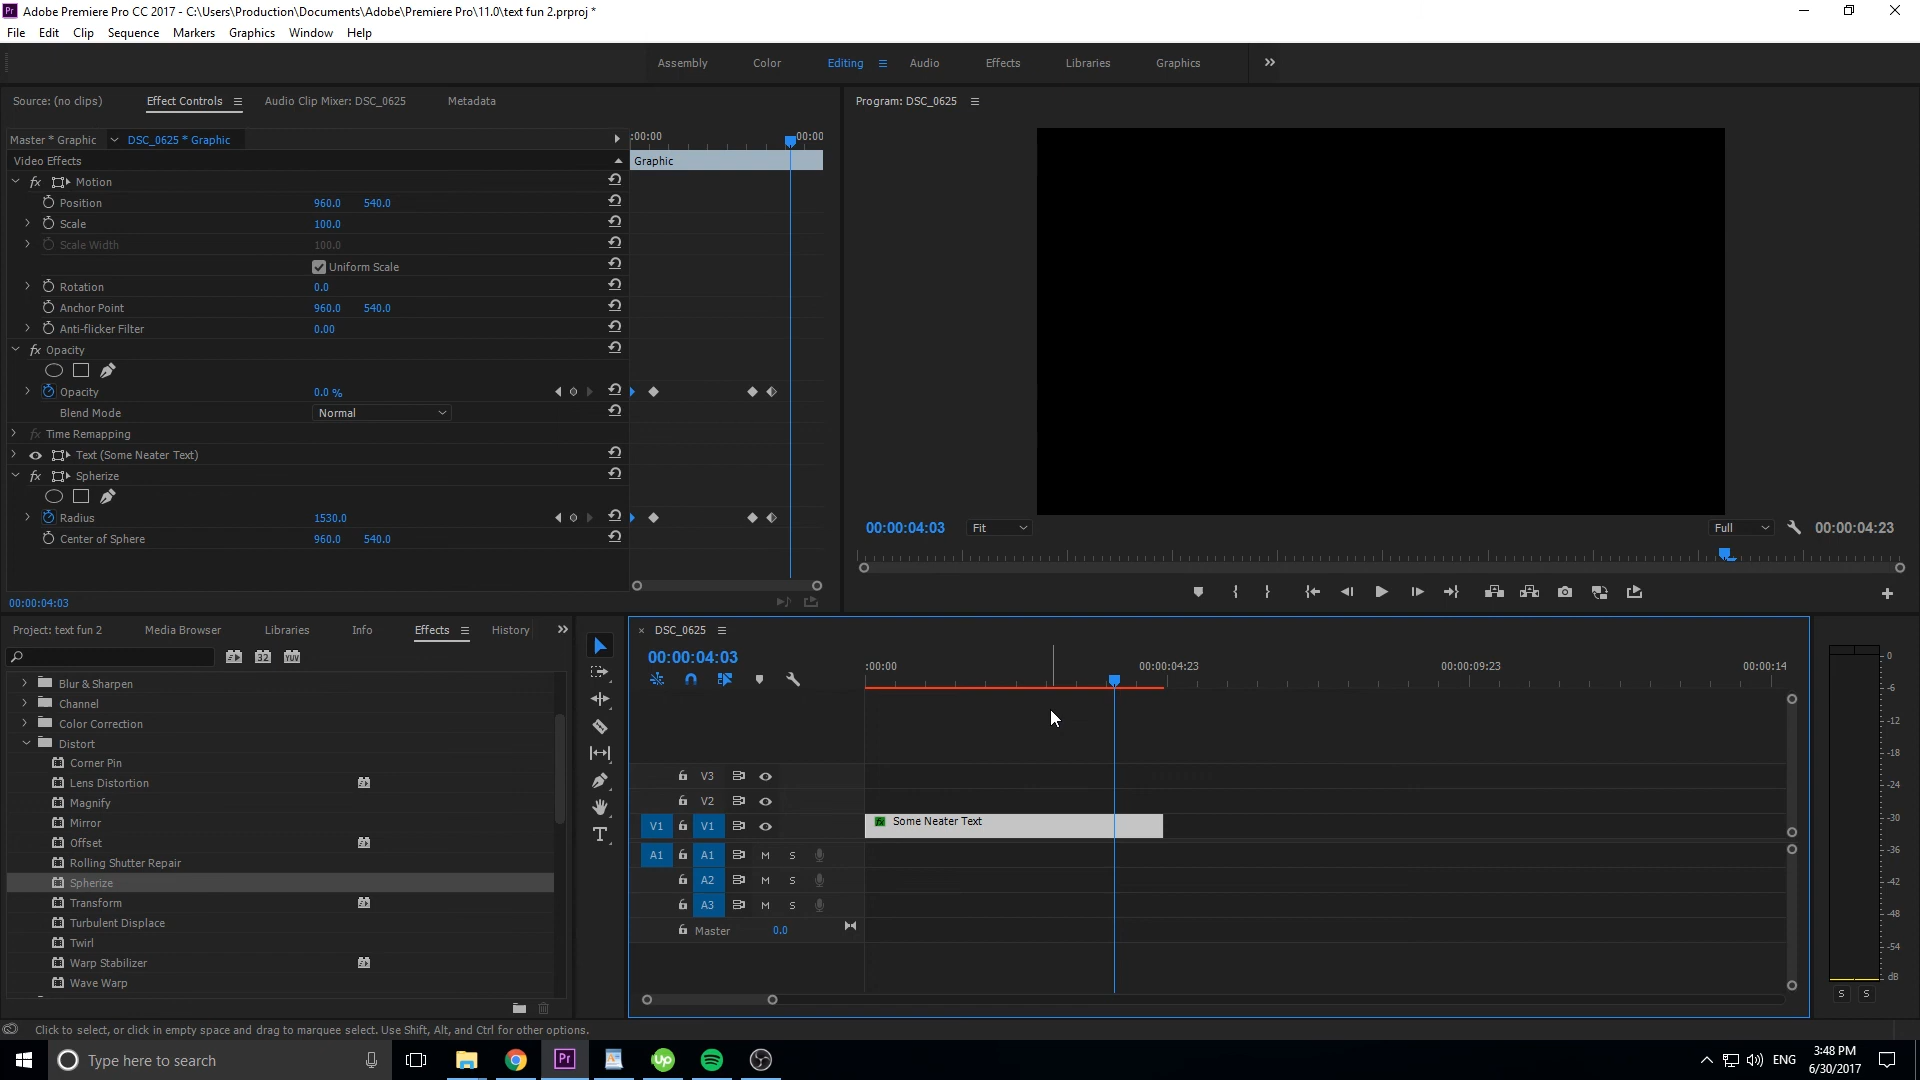 Adobe Premiere Pro CC 2017 - C:\Users\Production\Documents\Adobe\Premiere Pro\11.0\text fun 2.prproj *
File Edit Clip Sequence Markers Graphics Window Help
Assembly Color Editing Audio Effects Libraries Graphics
Source: (no clips) Effect Controls Audio Clip Mixer: DSC_0625 Metadata
Program: DSC_0625
Master * Graphic DSC_0625 * Graphic :00:00 00:00
Video Effects Graphic
fx Motion
Position 960.0 540.0
Scale 100.0
Scale Width 100.0
Uniform Scale
Rotation 0.0
Anchor Point 960.0 540.0
Anti-flicker Filter 0.00
fx Opacity
Opacity 0.0 %
Blend Mode Normal
fx Time Remapping
Text (Some Neater Text)
fx Spherize
Radius 1530.0
Center of Sphere 960.0 540.0
00:00:04:03
00:00:04:03 Fit Full 00:00:04:23
Project: text fun 2 Media Browser Libraries Info Effects History
32 YUV
Blur & Sharpen
Channel
Color Correction
Distort
Corner Pin
Lens Distortion
Magnify
Mirror
Offset
Rolling Shutter Repair
Spherize
Transform
Turbulent Displace
Twirl
Warp Stabilizer
Wave Warp
× DSC_0625
00:00:04:03
:00:00 00:00:04:23 00:00:09:23 00:00:14
V3
V2
V1 V1 fx Some Neater Text
A1 A1 M S
A2 M S
A3 M S
Master 0.0
0
-6
-12
-18
-24
-30
-36
-42
-48
-54
dB
S S
Click to select, or click in empty space and drag to marquee select. Use Shift, Alt, and Ctrl for other options.
Type here to search
Pr
Up
ENG
3:48 PM
6/30/2017